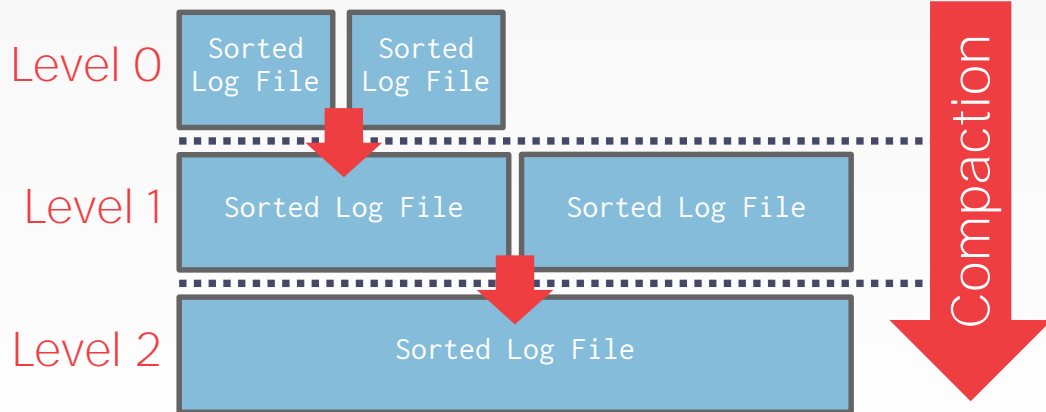 Level 0
Sorted
Log File
Sorted
Log File
Level 1
Sorted Log File
Sorted Log File
Level 2
Sorted Log File
Compaction